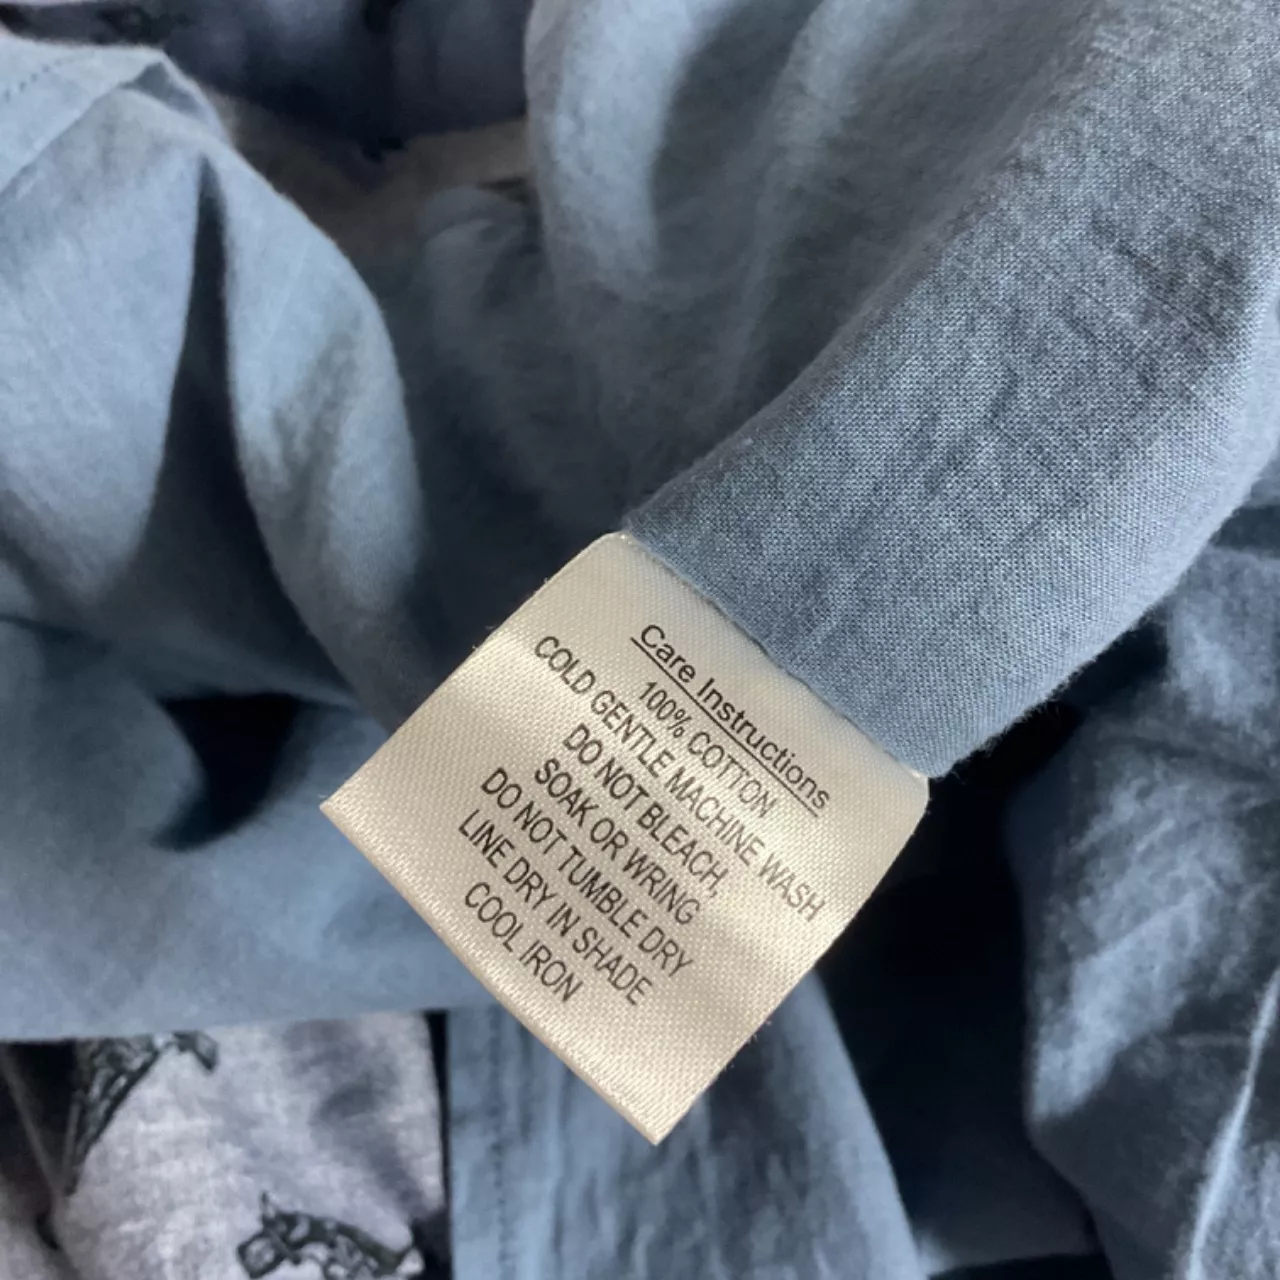 Care Instructions
100% COTTON
COLD GENTLE MACHINE WASH
DO NOT BLEACH,
SOAK OR WRING
DO NOT TUMBLE DRY
LINE DRY IN SHADE
COOL IRON